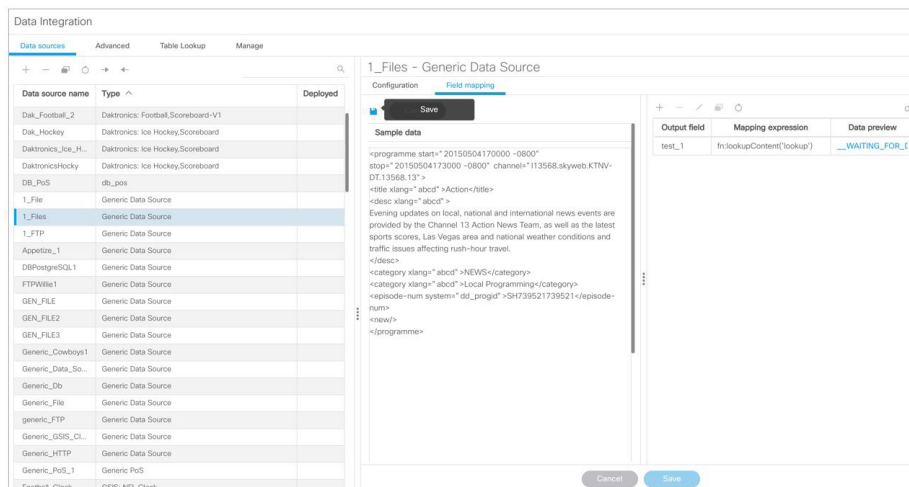 Data Integration
Data sources Advanced Table Lookup Manage
Data source name Type Deployed
Dak_Football_2 Daktronics: Football,Scoreboard-V1
Dak_Hockey Daktronics: Ice Hockey,Scoreboard
Daktronics_Ice_H... Daktronics: Ice Hockey,Scoreboard
DaktronicsHocky Daktronics: Ice Hockey,Scoreboard
DB_PoS db_pos
1_File Generic Data Source
1_Files Generic Data Source
1_FTP Generic Data Source
Appetize_1 Generic Data Source
DBPostgreSQL1 Generic Data Source
FTPWillie1 Generic Data Source
GEN_FILE Generic Data Source
GEN_FILE2 Generic Data Source
GEN_FILE3 Generic Data Source
Generic_Cowboys1 Generic Data Source
Generic_Data_So... Generic Data Source
Generic_Db Generic Data Source
Generic_File Generic Data Source
generic_FTP Generic Data Source
Generic_GSIS_Cl... Generic Data Source
Generic_HTTP Generic Data Source
Generic_PoS_1 Generic PoS
Football_Clock GSIS: NFL Clock
1_Files - Generic Data Source
Configuration Field mapping
Save
Sample data
<programme start="20150504170000 -0800"
stop="20150504173000 -0800" channel="I13568.skyweb.KTNV-
DT.13568.13">
<title xlang="abcd">Action</title>
<desc xlang="abcd">
Evening updates on local, national and international news events are
provided by the Channel 13 Action News Team, as well as the latest
sports scores, Las Vegas area and national weather conditions and
traffic issues affecting rush-hour travel.
</desc>
<category xlang="abcd">NEWS</category>
<category xlang="abcd">Local Programming</category>
<episode-num system="dd_progid">SH739521739521</episode-
num>
<new/>
</programme>
Output field Mapping expression Data preview
test_1 fn:lookupContent('lookup') __WAITING_FOR_D
Cancel Save